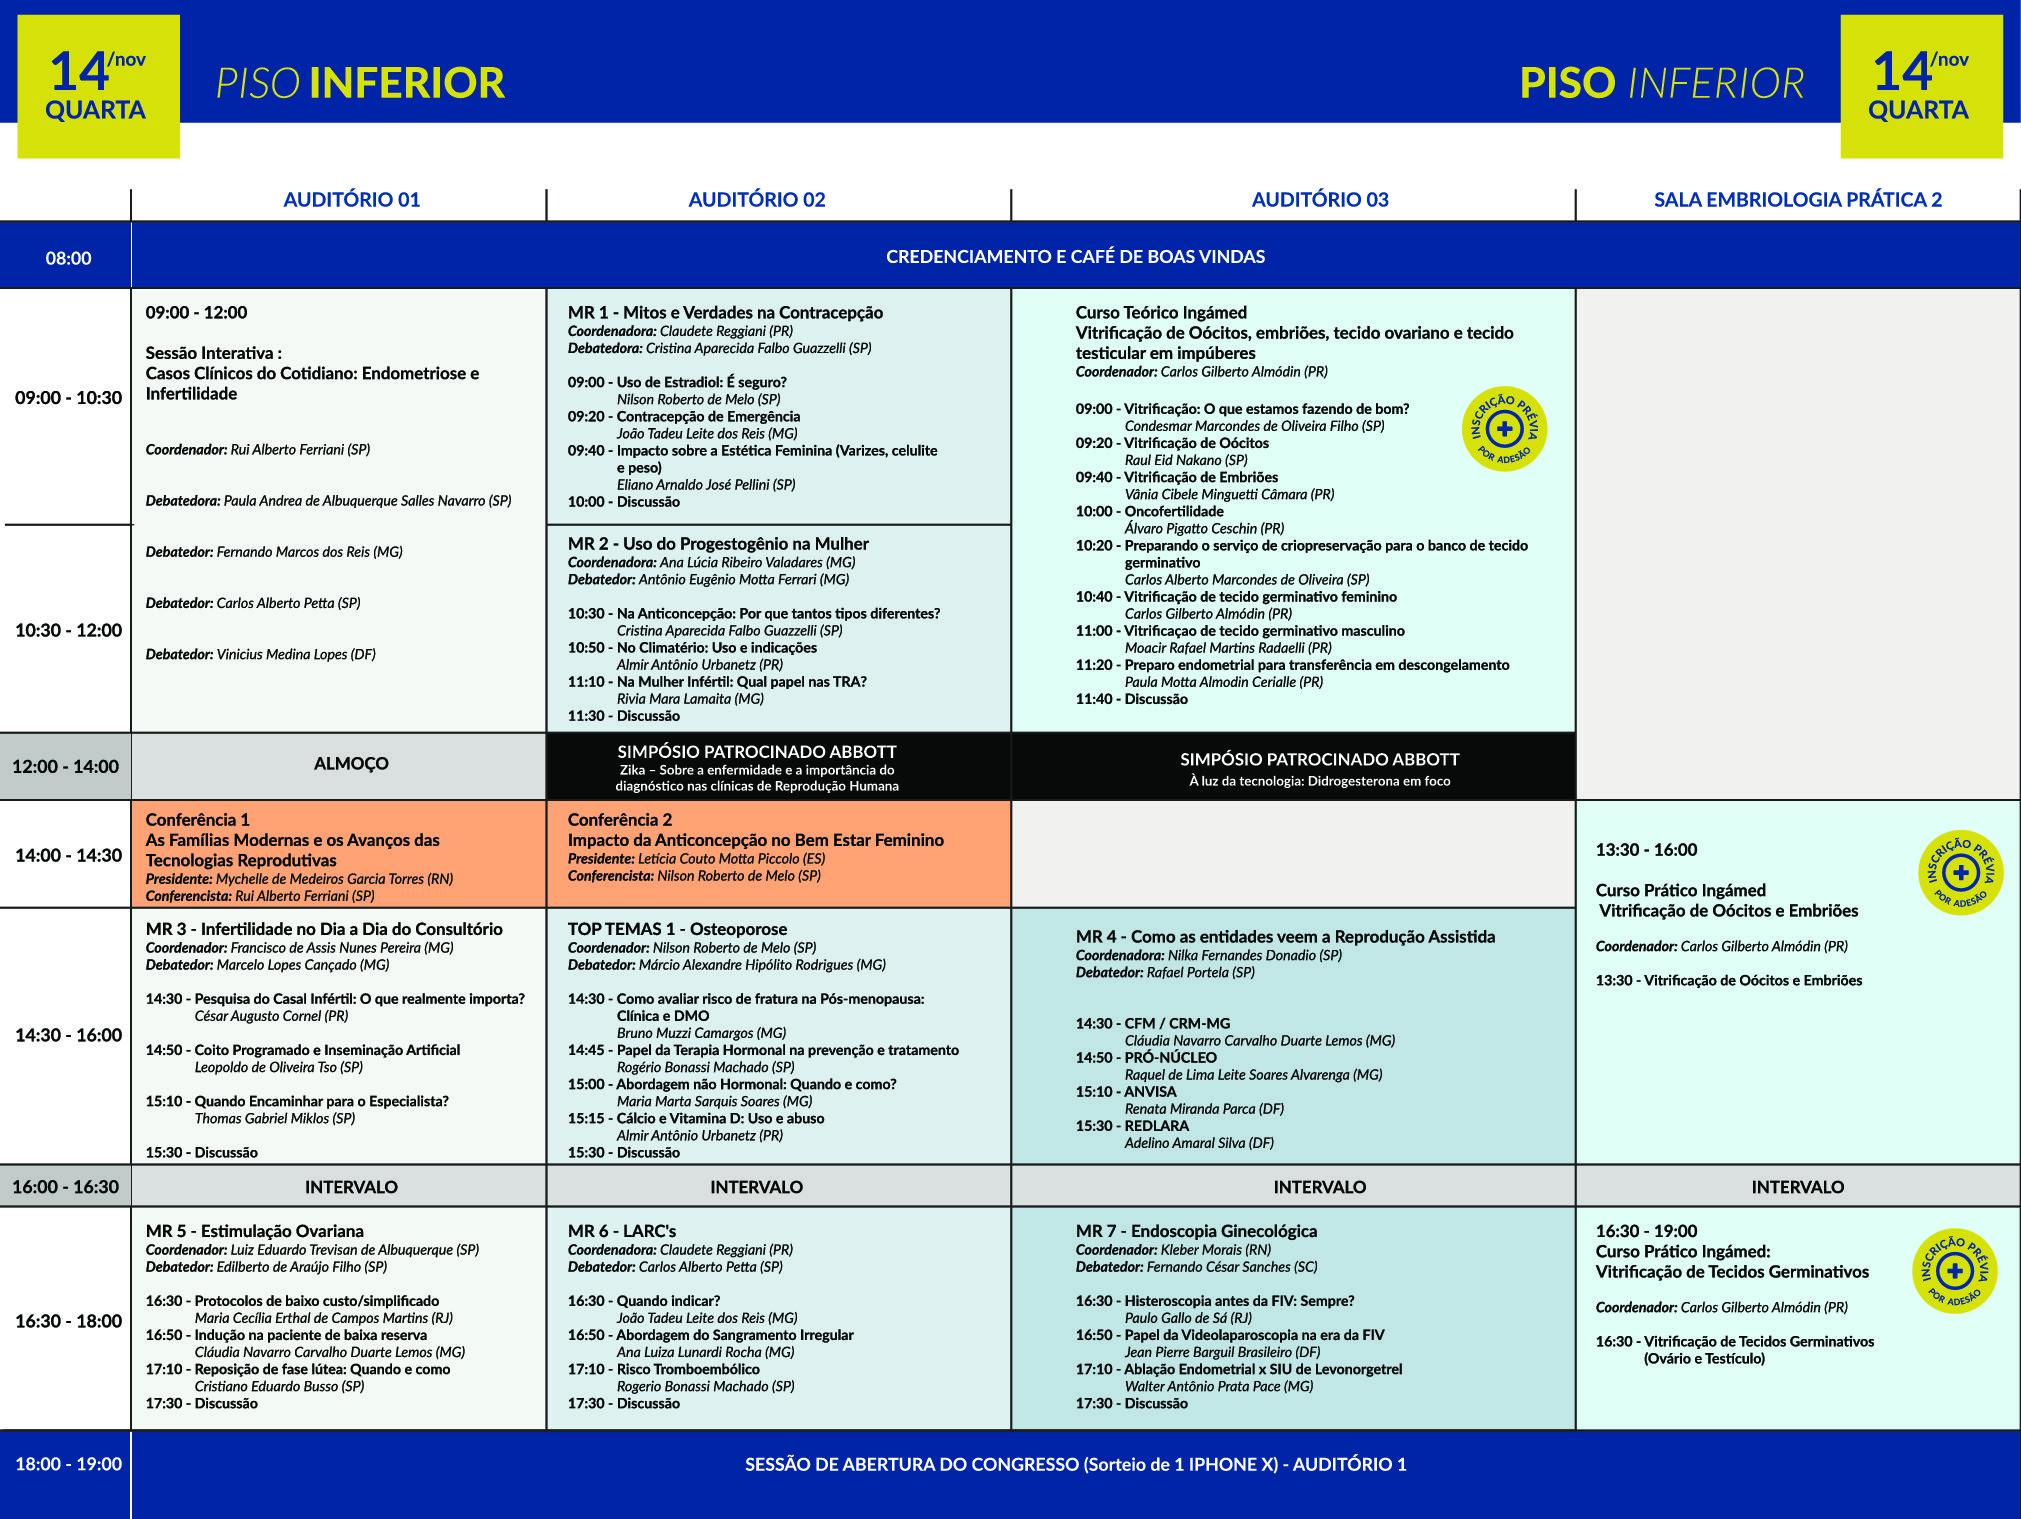 14/nov
QUARTA
PISO INFERIOR
PISO INFERIOR
14/nov
QUARTA
AUDITÓRIO 01
AUDITÓRIO 02
AUDITÓRIO 03
SALA EMBRIOLOGIA PRÁTICA 2
08:00
CREDENCIAMENTO E CAFÉ DE BOAS VINDAS
09:00 - 10:30
10:30 - 12:00
09:00 - 12:00
Sessão Interativa :
Casos Clínicos do Cotidiano: Endometriose e
Infertilidade
Coordenador: Rui Alberto Ferriani (SP)
Debatedora: Paula Andrea de Albuquerque Salles Navarro (SP)
Debatedor: Fernando Marcos dos Reis (MG)
Debatedor: Carlos Alberto Petta (SP)
Debatedor: Vinicius Medina Lopes (DF)
MR 1 - Mitos e Verdades na Contracepção
Coordenadora: Claudete Reggiani (PR)
Debatedora: Cristina Aparecida Falbo Guazzelli (SP)
09:00 - Uso de Estradiol: É seguro?
Nilson Roberto de Melo (SP)
09:20 - Contracepção de Emergência
João Tadeu Leite dos Reis (MG)
09:40 - Impacto sobre a Estética Feminina (Varizes, celulite
e peso)
Eliano Arnaldo José Pellini (SP)
10:00 - Discussão
MR 2 - Uso do Progestogênio na Mulher
Coordenadora: Ana Lúcia Ribeiro Valadares (MG)
Debatedor: Antônio Eugênio Motta Ferrari (MG)
10:30 - Na Anticoncepção: Por que tantos tipos diferentes?
Cristina Aparecida Falbo Guazzelli (SP)
10:50 - No Climatério: Uso e indicações
Almir Antônio Urbanetz (PR)
11:10 - Na Mulher Infértil: Qual papel nas TRA?
Rivia Mara Lamaita (MG)
11:30 - Discussão
Curso Teórico Ingámed
Vitrificação de Oócitos, embriões, tecido ovariano e tecido
testicular em impúberes
Coordenador: Carlos Gilberto Almódin (PR)
INSCRIÇÃO PRÉVIA
POR ADESÃO
09:00 - Vitrificação: O que estamos fazendo de bom?
Condesmar Marcondes de Oliveira Filho (SP)
09:20 - Vitrificação de Oócitos
Raul Eid Nakano (SP)
09:40 - Vitrificação de Embriões
Vânia Cibele Minguetti Câmara (PR)
10:00 - Oncofertilidade
Álvaro Pigatto Ceschin (PR)
10:20 - Preparando o serviço de criopreservação para o banco de tecido
germinativo
Carlos Alberto Marcondes de Oliveira (SP)
10:40 - Vitrificação de tecido germinativo feminino
Carlos Gilberto Almódin (PR)
11:00 - Vitrificaçao de tecido germinativo masculino
Moacir Rafael Martins Radaelli (PR)
11:20 - Preparo endometrial para transferência em descongelamento
Paula Motta Almodin Cerialle (PR)
11:40 - Discussão
12:00 - 14:00
ALMOÇO
SIMPÓSIO PATROCINADO ABBOTT
Zika – Sobre a enfermidade e a importância do
diagnóstico nas clínicas de Reprodução Humana
SIMPÓSIO PATROCINADO ABBOTT
À luz da tecnologia: Didrogesterona em foco
14:00 - 14:30
Conferência 1
As Famílias Modernas e os Avanços das
Tecnologias Reprodutivas
Presidente: Mychelle de Medeiros Garcia Torres (RN)
Conferencista: Rui Alberto Ferriani (SP)
Conferência 2
Impacto da Anticoncepção no Bem Estar Feminino
Presidente: Letícia Couto Motta Piccolo (ES)
Conferencista: Nilson Roberto de Melo (SP)
13:30 - 16:00
Curso Prático Ingámed
Vitrificação de Oócitos e Embriões
Coordenador: Carlos Gilberto Almódin (PR)
13:30 - Vitrificação de Oócitos e Embriões
INSCRIÇÃO PRÉVIA
POR ADESÃO
14:30 - 16:00
MR 3 - Infertilidade no Dia a Dia do Consultório
Coordenador: Francisco de Assis Nunes Pereira (MG)
Debatedor: Marcelo Lopes Cançado (MG)
14:30 - Pesquisa do Casal Infértil: O que realmente importa?
César Augusto Cornel (PR)
14:50 - Coito Programado e Inseminação Artificial
Leopoldo de Oliveira Tso (SP)
15:10 - Quando Encaminhar para o Especialista?
Thomas Gabriel Miklos (SP)
15:30 - Discussão
TOP TEMAS 1 - Osteoporose
Coordenador: Nilson Roberto de Melo (SP)
Debatedor: Márcio Alexandre Hipólito Rodrigues (MG)
14:30 - Como avaliar risco de fratura na Pós-menopausa:
Clínica e DMO
Bruno Muzzi Camargos (MG)
14:45 - Papel da Terapia Hormonal na prevenção e tratamento
Rogério Bonassi Machado (SP)
15:00 - Abordagem não Hormonal: Quando e como?
Maria Marta Sarquis Soares (MG)
15:15 - Cálcio e Vitamina D: Uso e abuso
Almir Antônio Urbanetz (PR)
15:30 - Discussão
MR 4 - Como as entidades veem a Reprodução Assistida
Coordenadora: Nilka Fernandes Donadio (SP)
Debatedor: Rafael Portela (SP)
14:30 - CFM / CRM-MG
Cláudia Navarro Carvalho Duarte Lemos (MG)
14:50 - PRÓ-NÚCLEO
Raquel de Lima Leite Soares Alvarenga (MG)
15:10 - ANVISA
Renata Miranda Parca (DF)
15:30 - REDLARA
Adelino Amaral Silva (DF)
16:00 - 16:30
INTERVALO
INTERVALO
INTERVALO
INTERVALO
16:30 - 18:00
MR 5 - Estimulação Ovariana
Coordenador: Luiz Eduardo Trevisan de Albuquerque (SP)
Debatedor: Edilberto de Araújo Filho (SP)
16:30 - Protocolos de baixo custo/simplificado
Maria Cecília Erthal de Campos Martins (RJ)
16:50 - Indução na paciente de baixa reserva
Cláudia Navarro Carvalho Duarte Lemos (MG)
17:10 - Reposição de fase lútea: Quando e como
Cristiano Eduardo Busso (SP)
17:30 - Discussão
MR 6 - LARC's
Coordenadora: Claudete Reggiani (PR)
Debatedor: Carlos Alberto Petta (SP)
16:30 - Quando indicar?
João Tadeu Leite dos Reis (MG)
16:50 - Abordagem do Sangramento Irregular
Ana Luiza Lunardi Rocha (MG)
17:10 - Risco Tromboembólico
Rogerio Bonassi Machado (SP)
17:30 - Discussão
MR 7 - Endoscopia Ginecológica
Coordenador: Kleber Morais (RN)
Debatedor: Fernando César Sanches (SC)
16:30 - Histeroscopia antes da FIV: Sempre?
Paulo Gallo de Sá (RJ)
16:50 - Papel da Videolaparoscopia na era da FIV
Jean Pierre Barguil Brasileiro (DF)
17:10 - Ablação Endometrial x SIU de Levonorgetrel
Walter Antônio Prata Pace (MG)
17:30 - Discussão
16:30 - 19:00
Curso Prático Ingámed:
Vitrificação de Tecidos Germinativos
Coordenador: Carlos Gilberto Almódin (PR)
16:30 - Vitrificação de Tecidos Germinativos
(Ovário e Testículo)
INSCRIÇÃO PRÉVIA
POR ADESÃO
18:00 - 19:00
SESSÃO DE ABERTURA DO CONGRESSO (Sorteio de 1 IPHONE X) - AUDITÓRIO 1